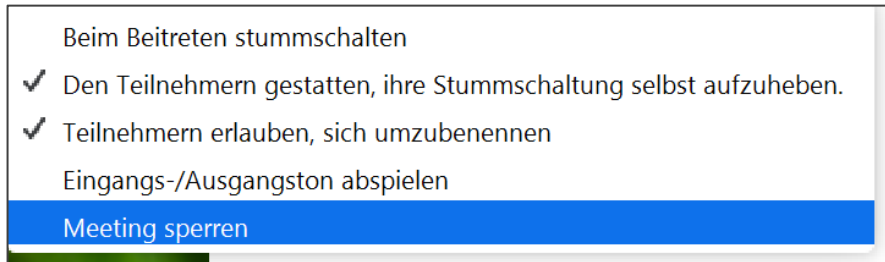 Beim Beitreten stummschalten
Den Teilnehmern gestatten, ihre Stummschaltung selbst aufzuheben.
Teilnehmern erlauben, sich umzubenennen
Eingangs-/Ausgangston abspielen
Meeting sperren